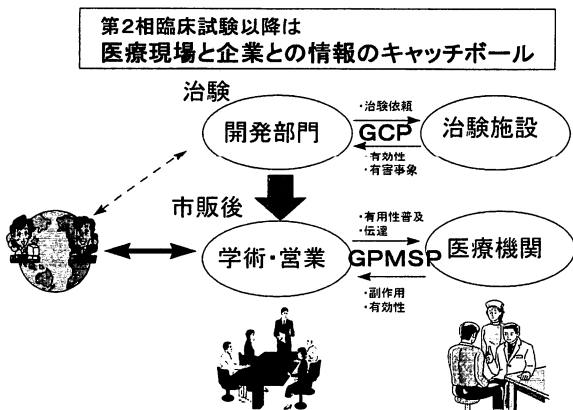 第2相臨床試験以降は
医療現場と企業との情報のキャッチボール
治験
開発部門
・治験依頼
GCP
・有効性
・有害事象
治験施設
市販後
学術・営業
・有用性普及
・伝達
GPMSP
・副作用
・有効性
医療機関